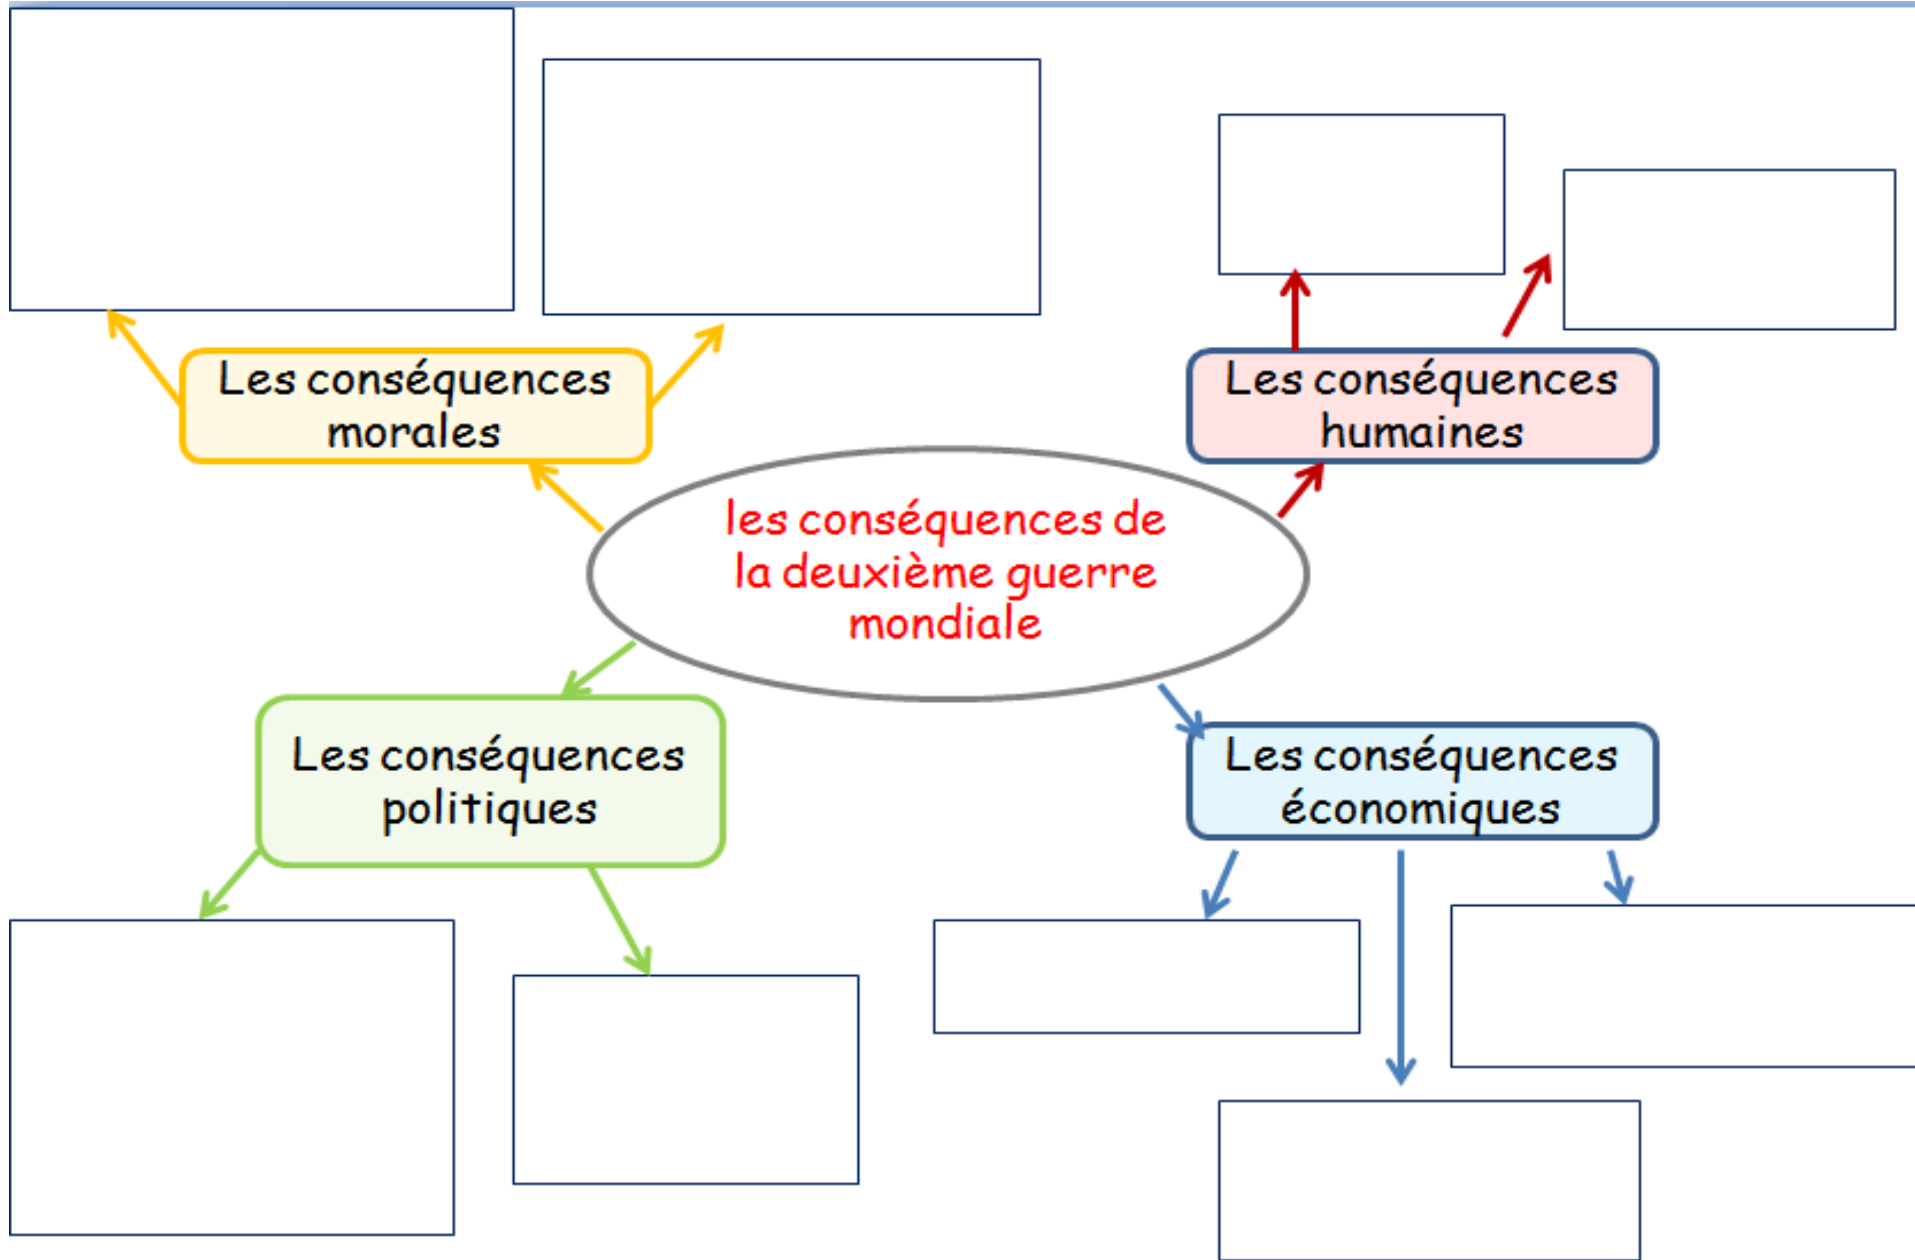 Les conséquences
morales
Les conséquences
humaines
les conséquences de
la deuxième guerre
mondiale
Les conséquences
politiques
Les conséquences
économiques